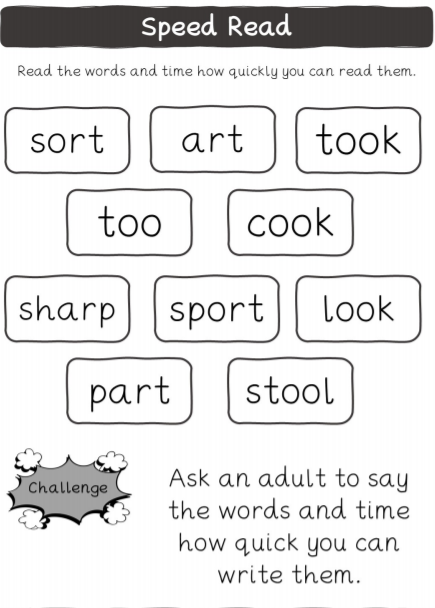 Speed Read
Read the words and time how quickly you can read them.
sort art took
too cook
sharp sport look
part stool
Challenge
Ask an adult to say
the words and time
how quick you can
write them.